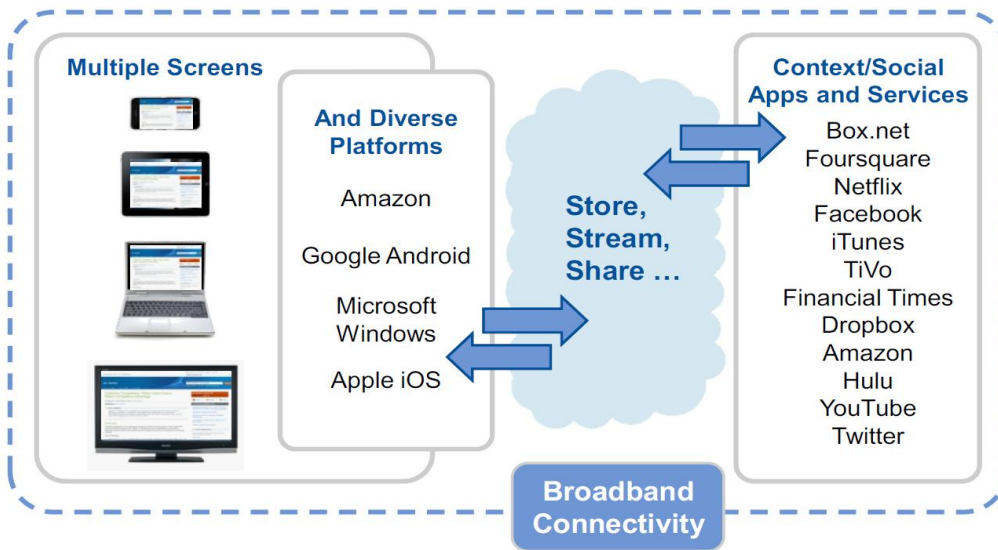 Multiple Screens
And Diverse
Platforms
Amazon
Google Android
Microsoft
Windows
Apple iOS
Store,
Stream,
Share ...
Context/Social
Apps and Services
Box.net
Foursquare
Netflix
Facebook
iTunes
TiVo
Financial Times
Dropbox
Amazon
Hulu
YouTube
Twitter
Broadband
Connectivity